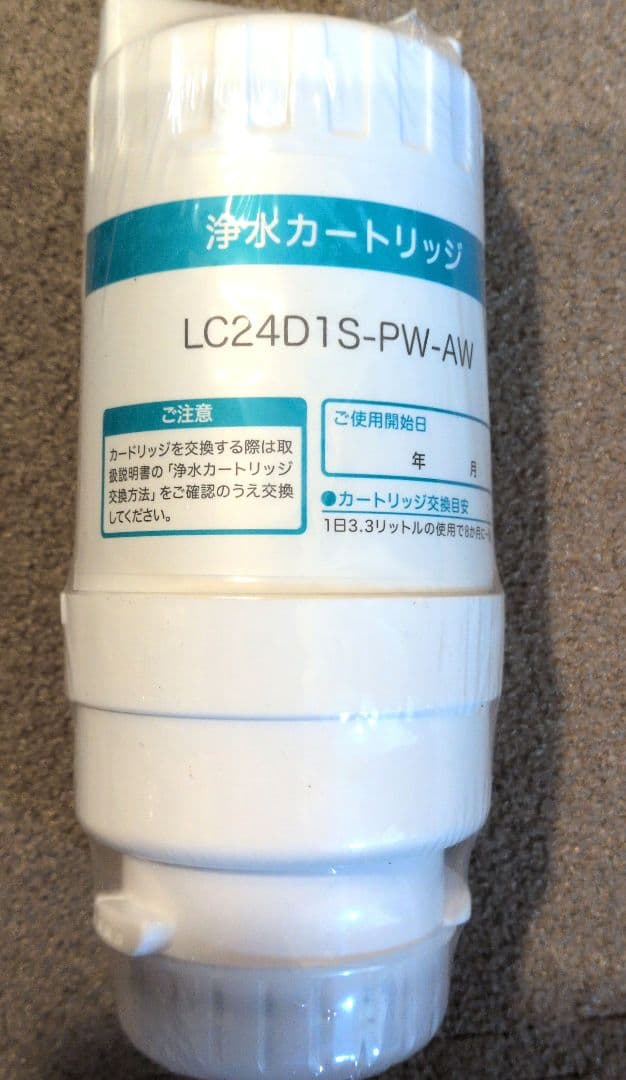 浄水カートリッジ
LC24D1S-PW-AW
ご注意
カードリッジを交換する際は取
扱説明書の「浄水カートリッジ
交換方法」をご確認のうえ交換
してください。
ご使用開始日
年 月
●カートリッジ交換目安
1日3.3リットルの使用で8か月に